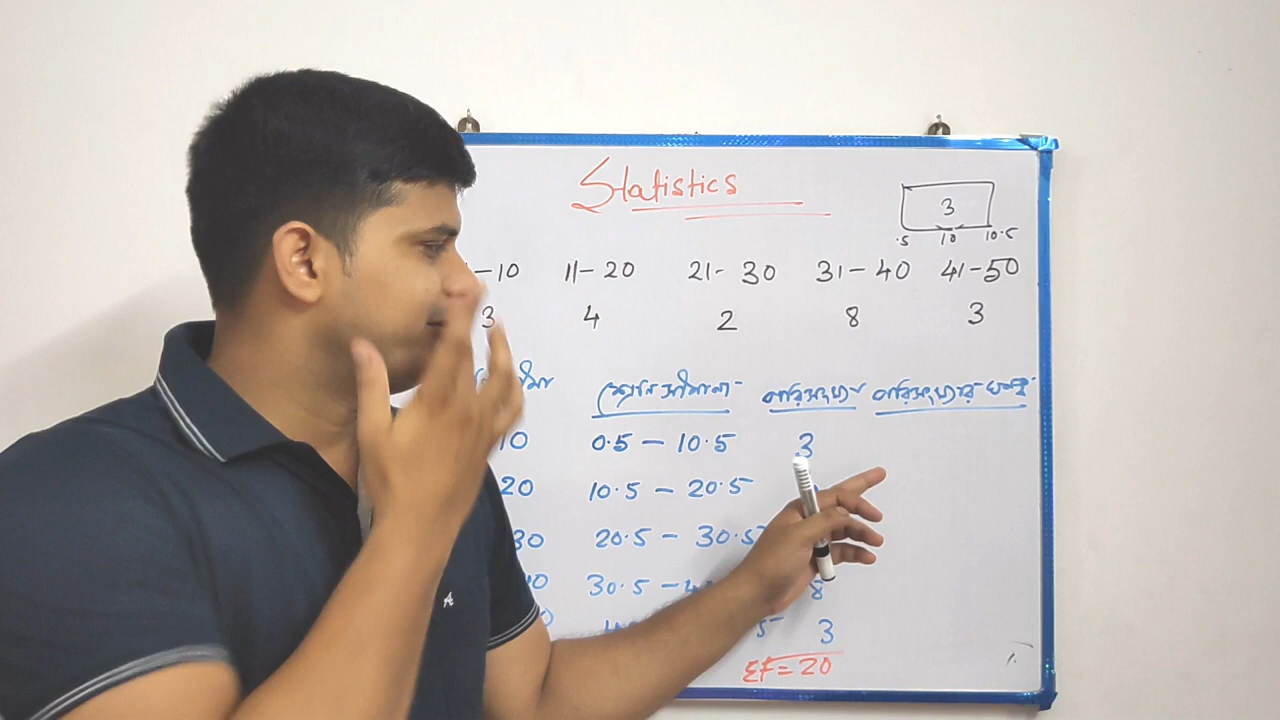 Statistics
3
.5 10 10.5
-10 11-20 21-30 31-40 41-50
3 4 2 8 3
শ্রেণি সীমানা পরিসংখ্যা পরিসংখ্যার ঘনত্ব
10 0.5 - 10.5 3
20 10.5 - 20.5
30 20.5 - 30.5
30.5 - 8
3
ΣF = 20
A